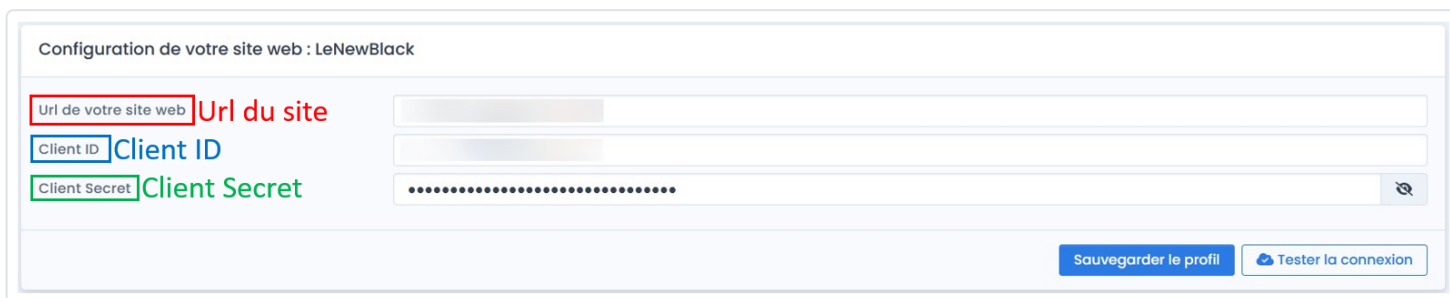 Configuration de votre site web : LeNewBlack
Url de votre site web Url du site
Client ID Client ID
Client Secret Client Secret ••••••••••••••••••••••••••••••••
Sauvegarder le profil Tester la connexion